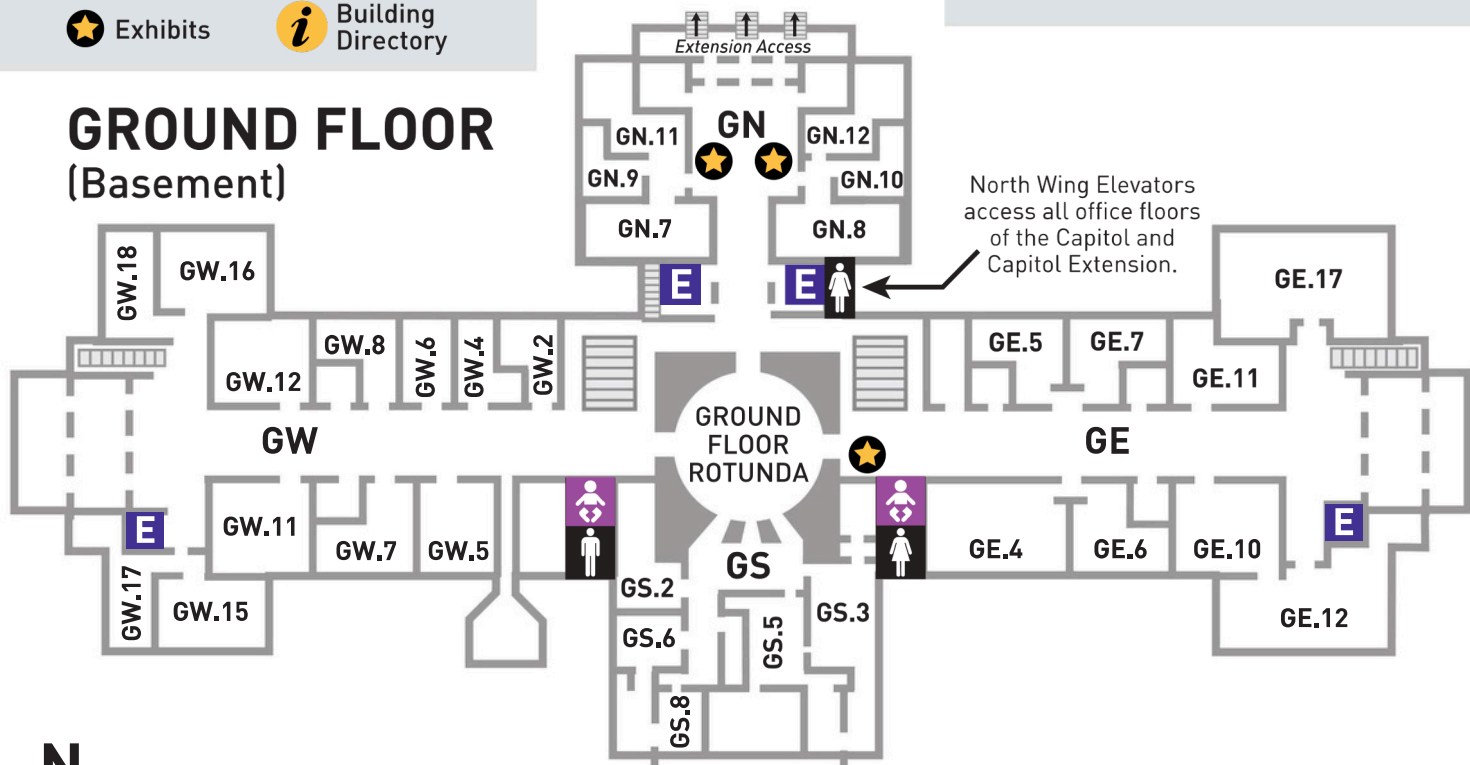 Exhibits
i Building
Directory
Extension Access
GROUND FLOOR
(Basement)
GN
GN.11
GN.12
GN.9
GN.10
GN.7
GN.8
North Wing Elevators
access all office floors
of the Capitol and
Capitol Extension.
E
E
GW.18
GW.16
GE.17
GW.12
GW.8
GW.6
GW.4
GW.2
GE.5
GE.7
GE.11
GROUND
FLOOR
ROTUNDA
GW
GE
E
GW.11
GW.7
GW.5
GE.4
GE.6
GE.10
E
GS
GW.17
GW.15
GS.2
GS.3
GS.6
GS.5
GE.12
GS.8
N